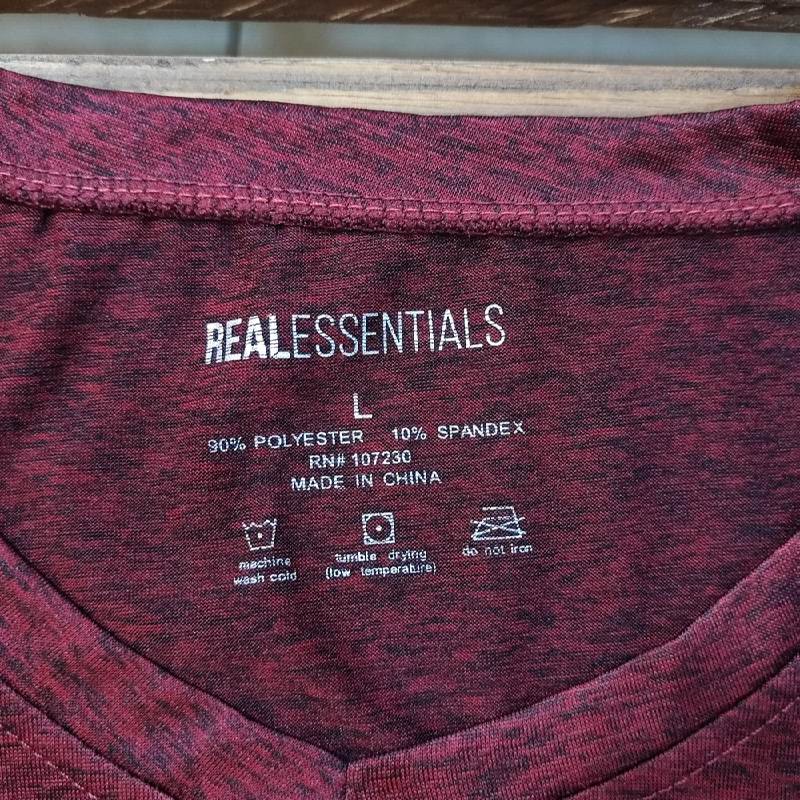 REALESSENTIALS
L
90% POLYESTER 10% SPANDEX
RN# 107230
MADE IN CHINA
machine wash cold
tumble drying (low temperature)
do not iron